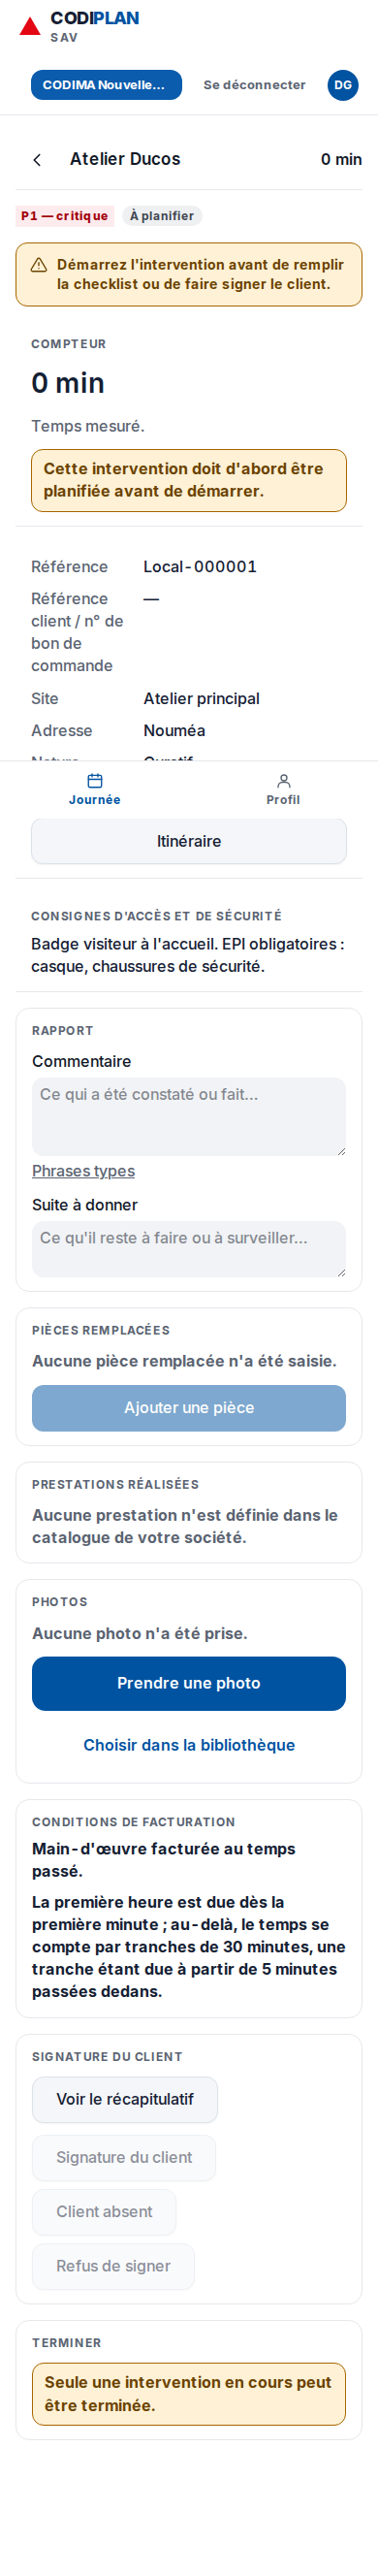 CODIPLAN
SAV
CODIMA Nouvelle...
Se déconnecter
DG
Atelier Ducos
0 min
P1 — critique
À planifier
Démarrez l'intervention avant de remplir
la checklist ou de faire signer le client.
COMPTEUR
0 min
Temps mesuré.
Cette intervention doit d'abord être
planifiée avant de démarrer.
Référence
Local-000001
Référence
client / n° de
bon de
commande
—
Site
Atelier principal
Adresse
Nouméa
Journée
Profil
Itinéraire
CONSIGNES D'ACCÈS ET DE SÉCURITÉ
Badge visiteur à l'accueil. EPI obligatoires :
casque, chaussures de sécurité.
RAPPORT
Commentaire
Ce qui a été constaté ou fait...
Phrases types
Suite à donner
Ce qu'il reste à faire ou à surveiller...
PIÈCES REMPLACÉES
Aucune pièce remplacée n'a été saisie.
Ajouter une pièce
PRESTATIONS RÉALISÉES
Aucune prestation n'est définie dans le
catalogue de votre société.
PHOTOS
Aucune photo n'a été prise.
Prendre une photo
Choisir dans la bibliothèque
CONDITIONS DE FACTURATION
Main-d'œuvre facturée au temps
passé.
La première heure est due dès la
première minute ; au-delà, le temps se
compte par tranches de 30 minutes, une
tranche étant due à partir de 5 minutes
passées dedans.
SIGNATURE DU CLIENT
Voir le récapitulatif
Signature du client
Client absent
Refus de signer
TERMINER
Seule une intervention en cours peut
être terminée.